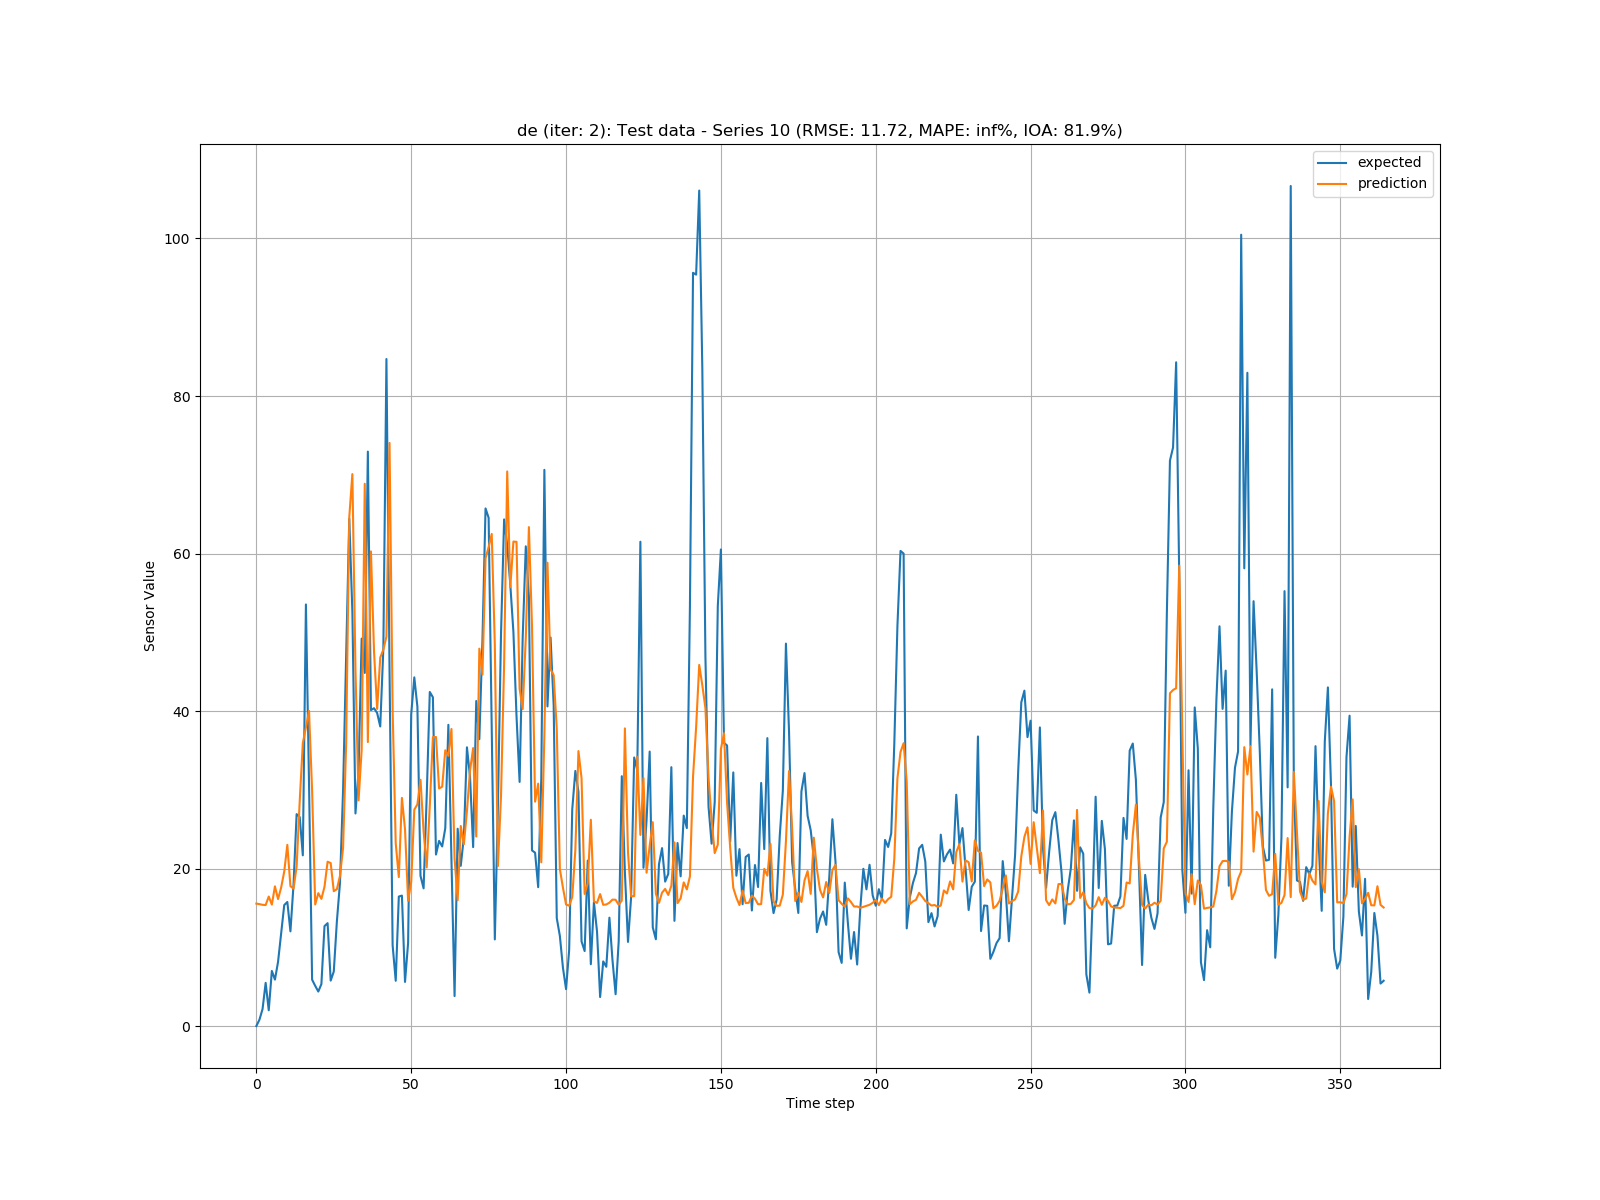 de (iter: 2): Test data - Series 10 (RMSE: 11.72, MAPE: inf%, IOA: 81.9%)
expected
prediction
100
80
60
40
20
0
Sensor Value
0 50 100 150 200 250 300 350
Time step